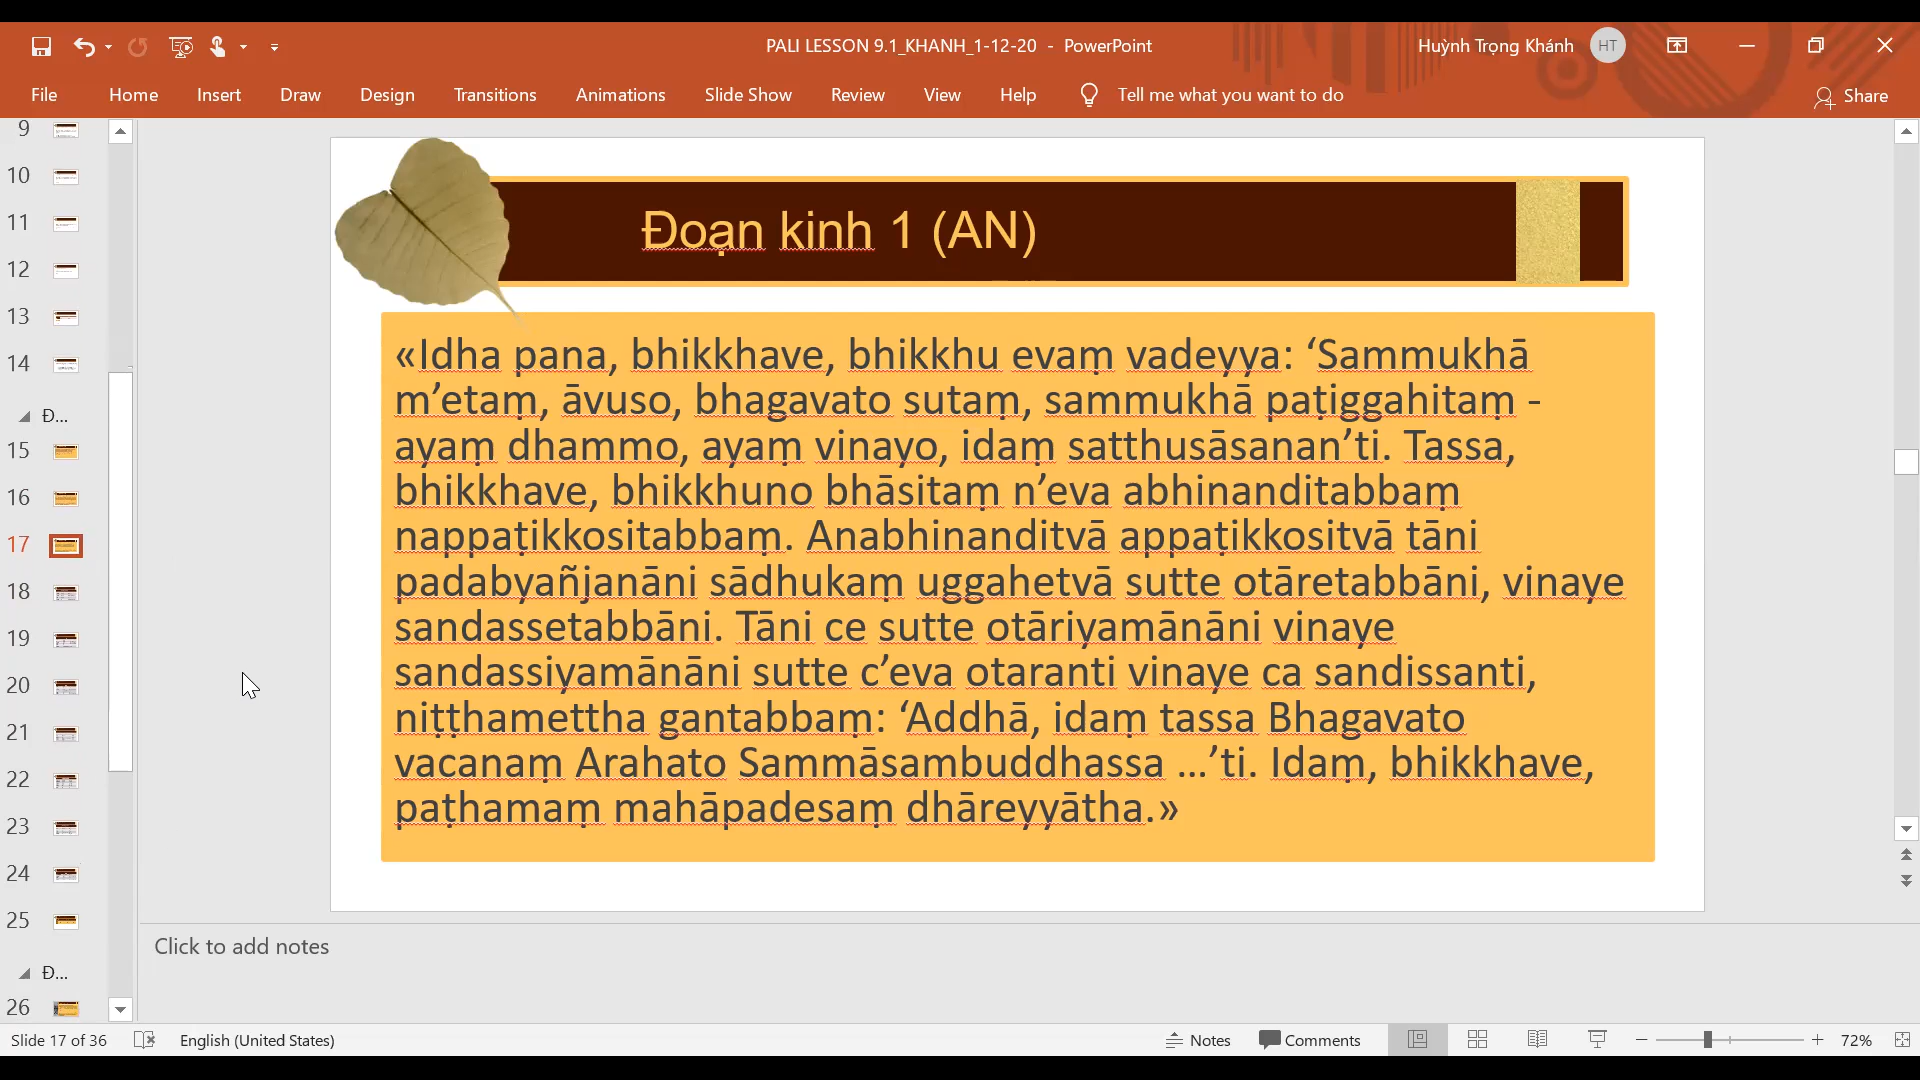 PALI LESSON 9.1_KHANH_1-12-20 - PowerPoint
Huỳnh Trọng Khánh HT
File Home Insert Draw Design Transitions Animations Slide Show Review View Help Tell me what you want to do Share
9
10
11
12
13
14
Đ...
15
16
17
18
19
20
21
22
23
24
25
Đ...
26
Đoạn kinh 1 (AN)
«Idha pana, bhikkhave, bhikkhu evaṃ vadeyya: ‘Sammukhā
m’etaṃ, āvuso, bhagavato sutaṃ, sammukhā paṭiggahitaṃ -
ayaṃ dhammo, ayaṃ vinayo, idaṃ satthusāsanan’ti. Tassa,
bhikkhave, bhikkhuno bhāsitaṃ n’eva abhinanditabbaṃ
nappaṭikkositabbaṃ. Anabhinanditvā appaṭikkositvā tāni
padabyañjanāni sādhukaṃ uggahetvā sutte otāretabbāni, vinaye
sandassetabbāni. Tāni ce sutte otāriyamānāni vinaye
sandassiyamānāni sutte c’eva otaranti vinaye ca sandissanti,
niṭṭhamettha gantabbaṃ: ‘Addhā, idaṃ tassa Bhagavato
vacanaṃ Arahato Sammāsambuddhassa …’ti. Idaṃ, bhikkhave,
paṭhamaṃ mahāpadesaṃ dhāreyyātha.»
Click to add notes
Slide 17 of 36 English (United States) Notes Comments 72%